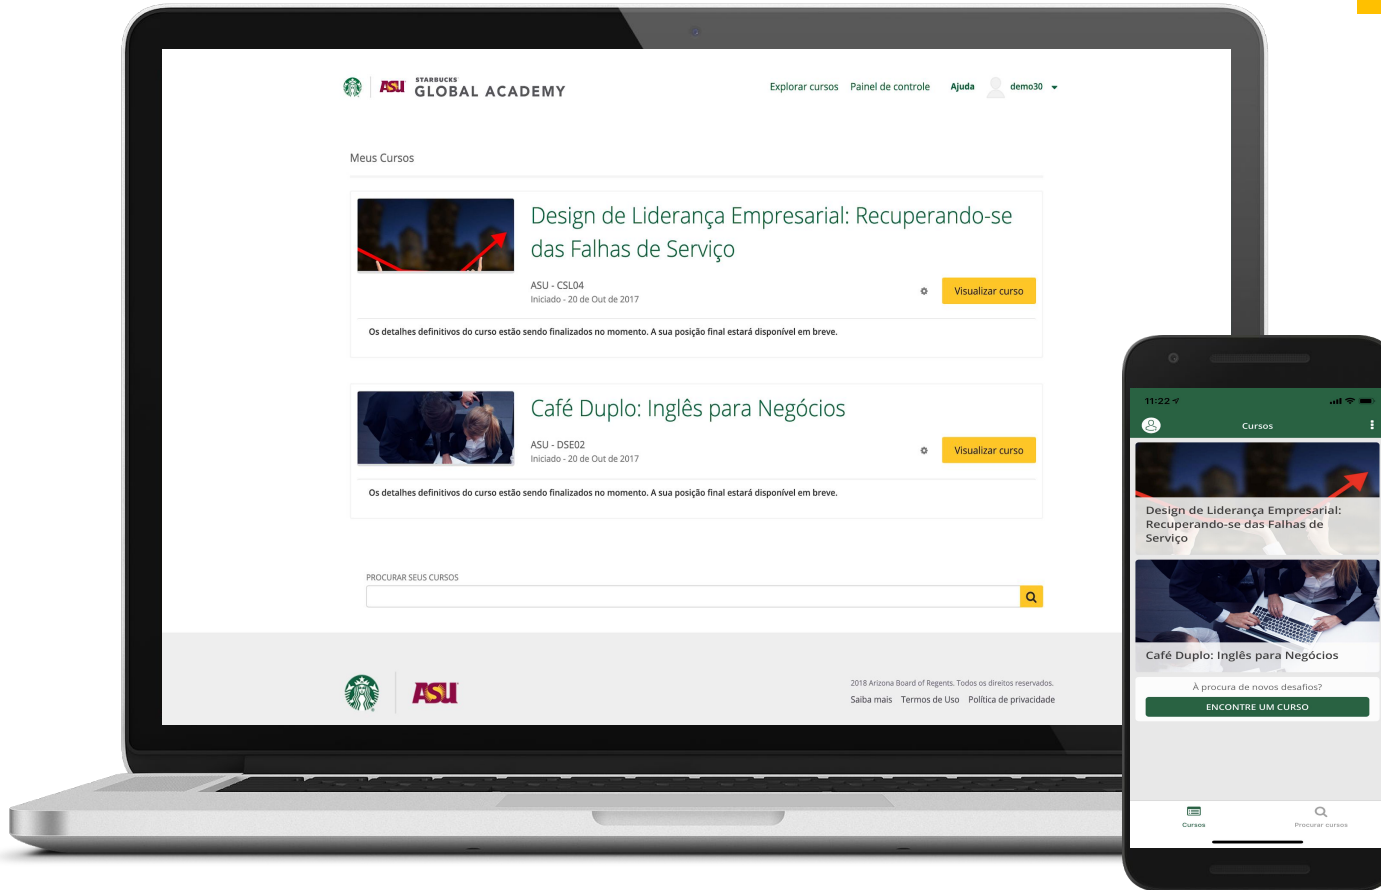 ASU
STARBUCKS
GLOBAL ACADEMY
Explorar cursos Painel de controle Ajuda demo30
Meus Cursos
Design de Liderança Empresarial: Recuperando-se
das Falhas de Serviço
ASU - CSL04
Iniciado - 20 de Out de 2017
Visualizar curso
Os detalhes definitivos do curso estão sendo finalizados no momento. A sua posição final estará disponível em breve.
Café Duplo: Inglês para Negócios
ASU - DSE02
Iniciado - 20 de Out de 2017
Visualizar curso
Os detalhes definitivos do curso estão sendo finalizados no momento. A sua posição final estará disponível em breve.
PROCURAR SEUS CURSOS
ASU
2018 Arizona Board of Regents. Todos os direitos reservados.
Saiba mais Termos de Uso Política de privacidade
11:22
Cursos
Design de Liderança Empresarial:
Recuperando-se das Falhas de
Serviço
Café Duplo: Inglês para Negócios
À procura de novos desafios?
ENCONTRE UM CURSO
Cursos
Procurar cursos